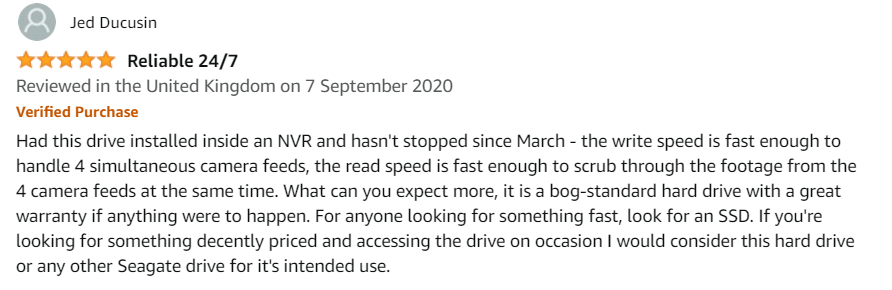 Jed Ducusin
Reliable 24/7
Reviewed in the United Kingdom on 7 September 2020
Verified Purchase
Had this drive installed inside an NVR and hasn't stopped since March - the write speed is fast enough to
handle 4 simultaneous camera feeds, the read speed is fast enough to scrub through the footage from the
4 camera feeds at the same time. What can you expect more, it is a bog-standard hard drive with a great
warranty if anything were to happen. For anyone looking for something fast, look for an SSD. If you're
looking for something decently priced and accessing the drive on occasion I would consider this hard drive
or any other Seagate drive for it's intended use.